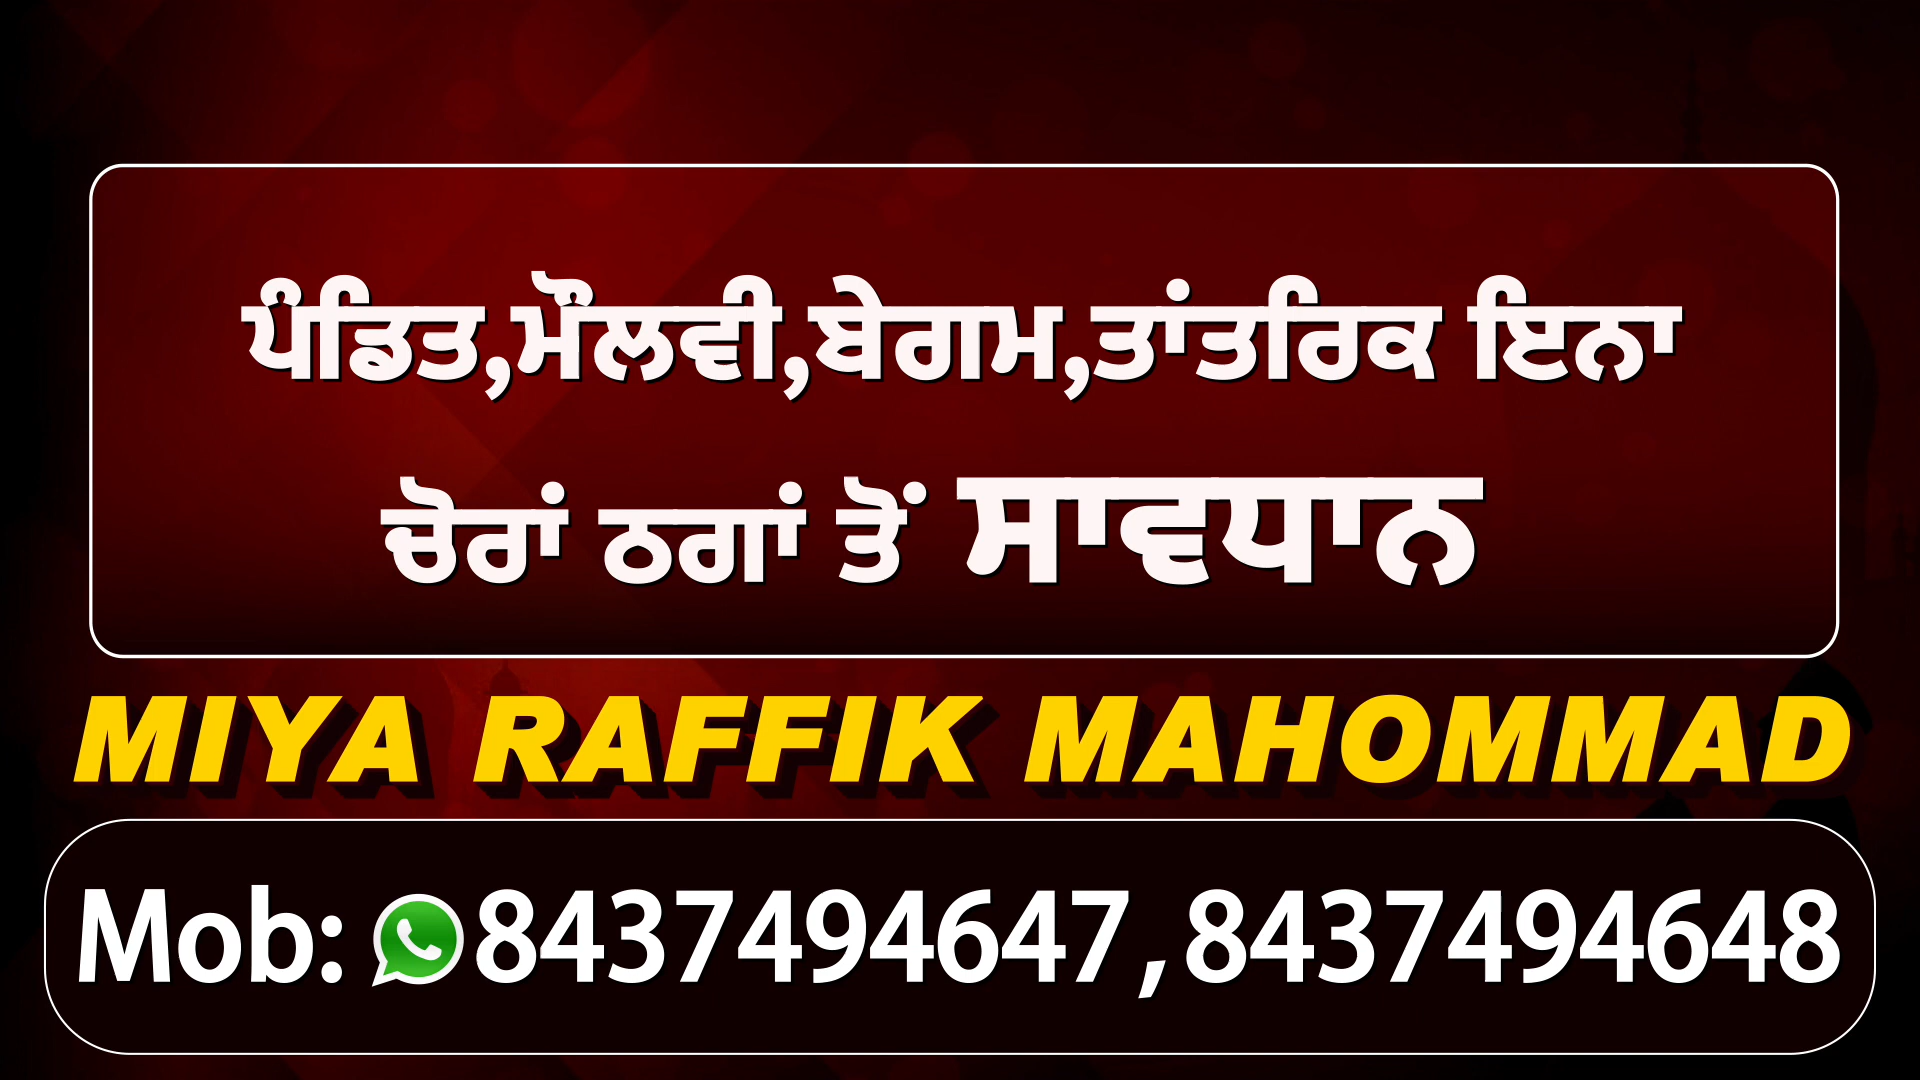 ਪੰਡਿਤ,ਮੌਲਵੀ,ਬੇਗਮ,ਤਾਂਤਰਿਕ ਇਨਾ
ਚੋਰਾਂ ਠਗਾਂ ਤੋਂ ਸਾਵਧਾਨ
MIYA RAFFIK MAHOMMAD
Mob: 8437494647, 8437494648